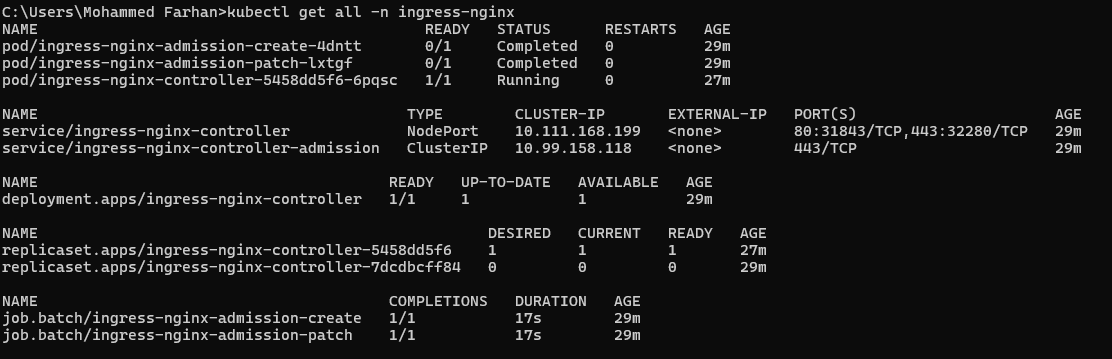 C:\Users\Mohammed Farhan>kubectl get all -n ingress-nginx
NAME READY STATUS RESTARTS AGE
pod/ingress-nginx-admission-create-4dntt 0/1 Completed 0 29m
pod/ingress-nginx-admission-patch-lxtgf 0/1 Completed 0 29m
pod/ingress-nginx-controller-5458dd5f6-6pqsc 1/1 Running 0 27m
NAME TYPE CLUSTER-IP EXTERNAL-IP PORT(S) AGE
service/ingress-nginx-controller NodePort 10.111.168.199 <none> 80:31843/TCP,443:32280/TCP 29m
service/ingress-nginx-controller-admission ClusterIP 10.99.158.118 <none> 443/TCP 29m
NAME READY UP-TO-DATE AVAILABLE AGE
deployment.apps/ingress-nginx-controller 1/1 1 1 29m
NAME DESIRED CURRENT READY AGE
replicaset.apps/ingress-nginx-controller-5458dd5f6 1 1 1 27m
replicaset.apps/ingress-nginx-controller-7dcdbcff84 0 0 0 29m
NAME COMPLETIONS DURATION AGE
job.batch/ingress-nginx-admission-create 1/1 17s 29m
job.batch/ingress-nginx-admission-patch 1/1 17s 29m